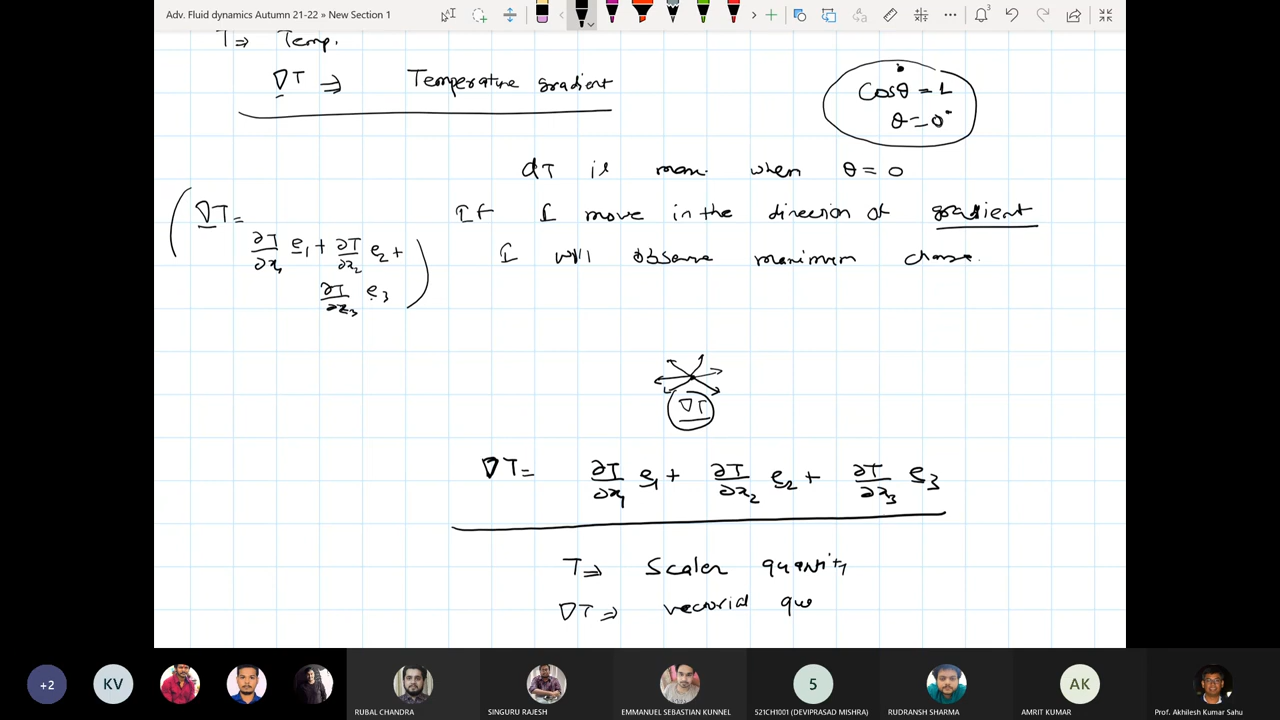 Adv. Fluid dynamics Autumn 21-22 » New Section 1
T ⇒ Temp.
∇T ⇒ Temperature gradient
Cosθ = 1
θ = 0°
dT is max. when θ = 0
∇T =
∂T/∂x1 e1 + ∂T/∂x2 e2 +
∂T/∂x3 e3
If I move in the direction of gradient
I will observe maximum change.
∇T
∇T = ∂T/∂x1 e1 + ∂T/∂x2 e2 + ∂T/∂x3 e3
T ⇒ Scaler quantity
∇T ⇒ vectorial qua
+2
KV
5
AK
RUBAL CHANDRA
SINGURU RAJESH
EMMANUEL SEBASTIAN KUNNEL
521CH1001 (DEVIPRASAD MISHRA)
RUDRANSH SHARMA
AMRIT KUMAR
Prof. Akhilesh Kumar Sahu